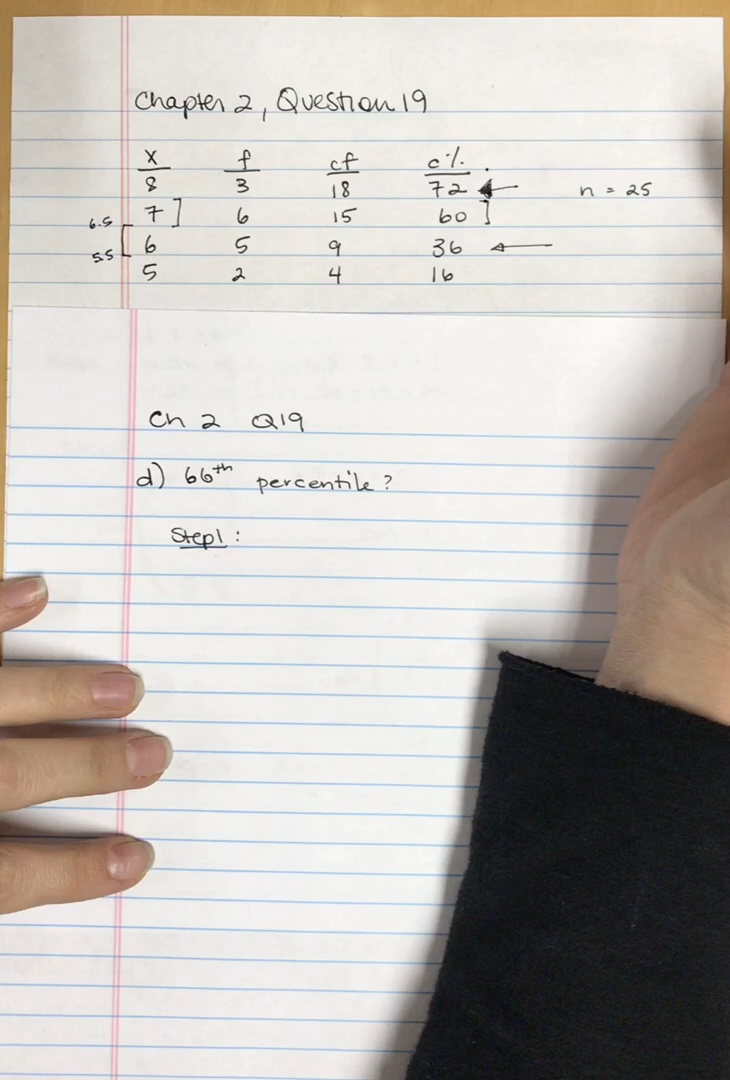 Chapter 2, Question 19
X f cf c%.
8 3 18 72 n = 25
7 6 15 60
6.5
6 5 9 36
5.5
5 2 4 16
Ch 2 Q19
d) 66th percentile?
Step1: